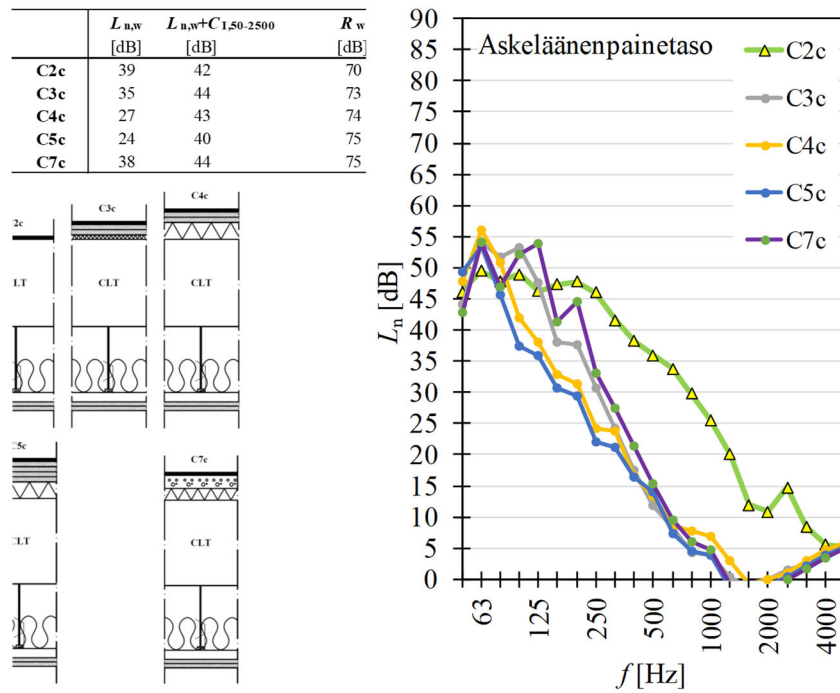 L n,w L n,w+C I,50-2500 R w
[dB] [dB] [dB]
C2c 39 42 70
C3c 35 44 73
C4c 27 43 74
C5c 24 40 75
C7c 38 44 75
C4c
C3c
CLT
CLT
C7c
CLT
CLT
Askeläänenpainetaso
C2c
C3c
C4c
C5c
C7c
90
85
80
75
70
65
60
55
50
45
40
35
30
25
20
15
10
5
0
Ln [dB]
63 125 250 500 1000 2000 4000
f [Hz]